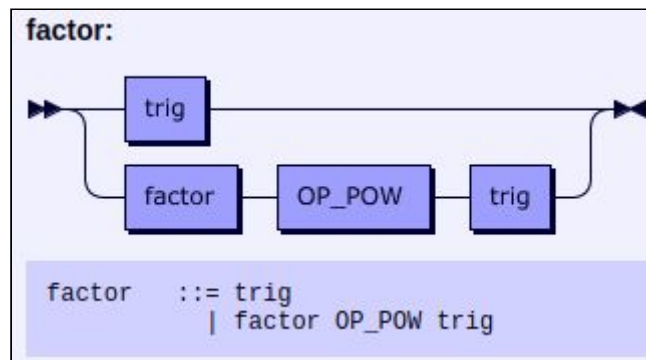 factor:
trig
factor OP_POW trig
factor ::= trig
| factor OP_POW trig